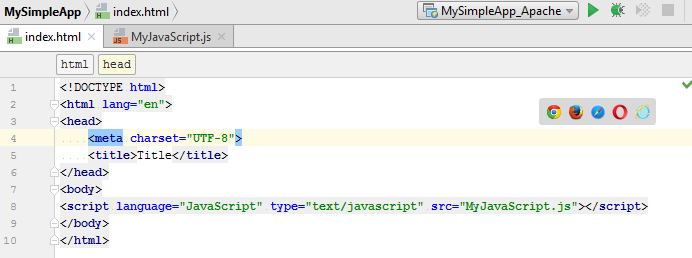 MySimpleApp index.html MySimpleApp_Apache
index.html MyJavaScript.js
html head
1 <!DOCTYPE html>
2 <html lang="en">
3 <head>
4 <meta charset="UTF-8">
5 <title>Title</title>
6 </head>
7 <body>
8 <script language="JavaScript" type="text/javascript" src="MyJavaScript.js"></script>
9 </body>
10 </html>